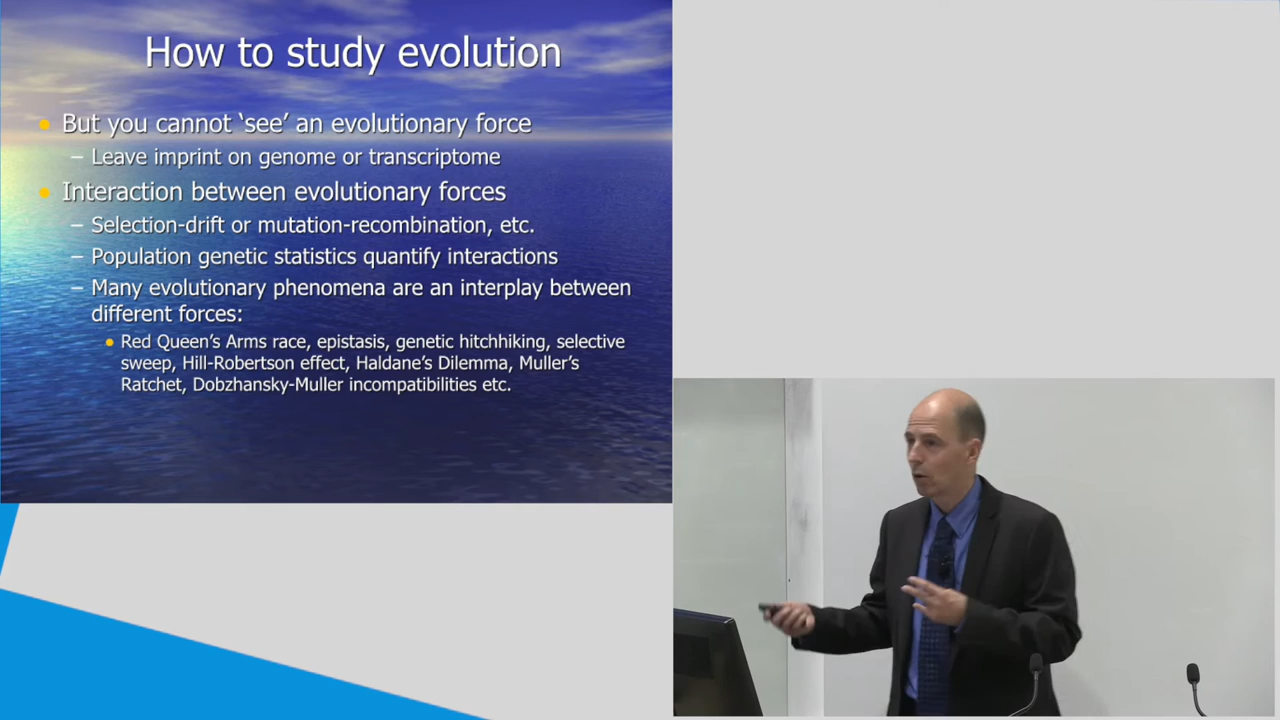 How to study evolution
• But you cannot ‘see’ an evolutionary force
– Leave imprint on genome or transcriptome
• Interaction between evolutionary forces
– Selection-drift or mutation-recombination, etc.
– Population genetic statistics quantify interactions
– Many evolutionary phenomena are an interplay between
different forces:
• Red Queen’s Arms race, epistasis, genetic hitchhiking, selective
sweep, Hill-Robertson effect, Haldane’s Dilemma, Muller’s
Ratchet, Dobzhansky-Muller incompatibilities etc.